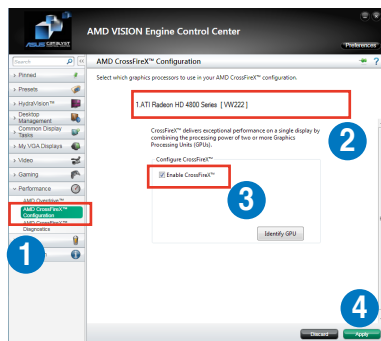 AMD VISION Engine Control Center
ASUS CATALYST
Preferences
Search
AMD CrossFireX™ Configuration
?
Select which graphics processors to use in your AMD CrossFireX™ configuration.
Pinned
Presets
HydraVision™
Desktop
Management
Common Display
Tasks
My VGA Displays
Video
Gaming
Performance
AMD Overdrive™
AMD CrossFireX™
Configuration
AMD CrossFireX™
Diagnostics
1
1.ATI Radeon HD 4800 Series [ VW222 ]
2
CrossFireX™ delivers exceptional performance on a single display by
combining the processing power of two or more Graphics
Processing Units (GPUs).
Configure CrossFireX™
Enable CrossFireX™
3
Identify GPU
4
Discard
Apply